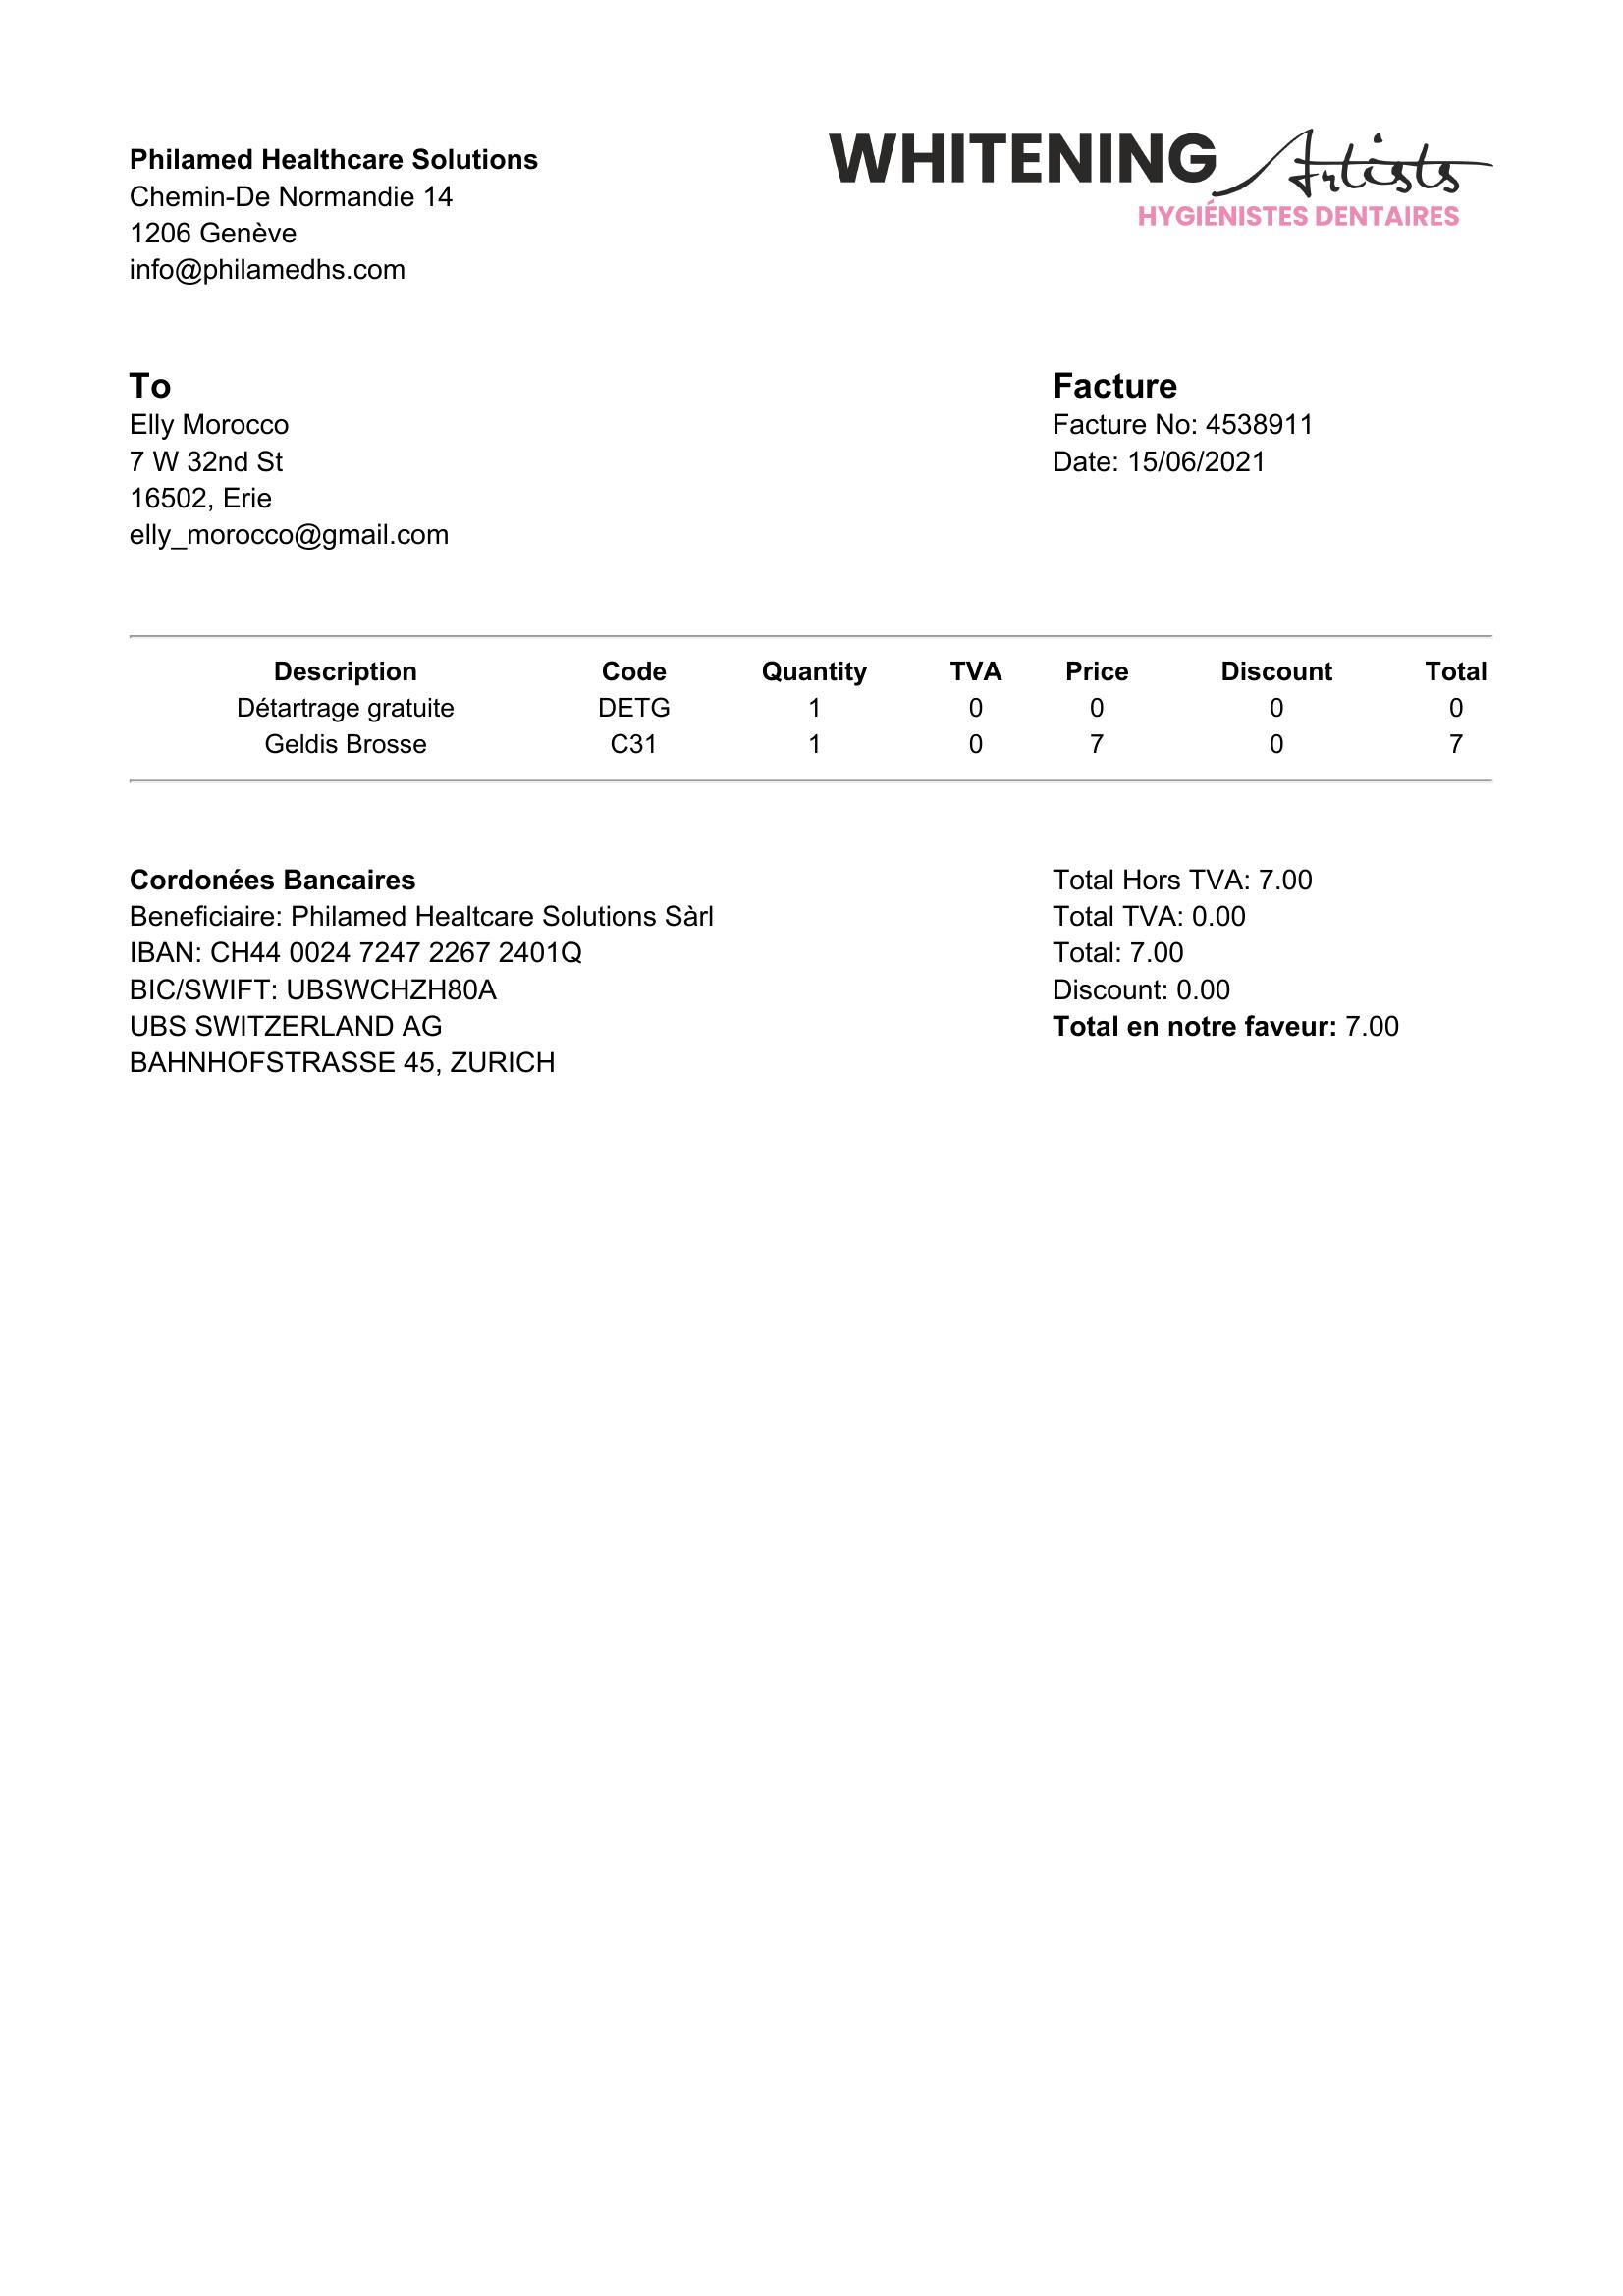 Philamed Healthcare Solutions
Chemin-De Normandie 14
1206 Genève
info@philamedhs.com
WHITENING Artists
HYGIÉNISTES DENTAIRES
To
Elly Morocco
7 W 32nd St
16502, Erie
elly_morocco@gmail.com
Facture
Facture No: 4538911
Date: 15/06/2021
Description Code Quantity TVA Price Discount Total
Détartrage gratuite DETG 1 0 0 0 0
Geldis Brosse C31 1 0 7 0 7
Cordonées Bancaires
Beneficiaire: Philamed Healtcare Solutions Sàrl
IBAN: CH44 0024 7247 2267 2401Q
BIC/SWIFT: UBSWCHZH80A
UBS SWITZERLAND AG
BAHNHOFSTRASSE 45, ZURICH
Total Hors TVA: 7.00
Total TVA: 0.00
Total: 7.00
Discount: 0.00
Total en notre faveur: 7.00